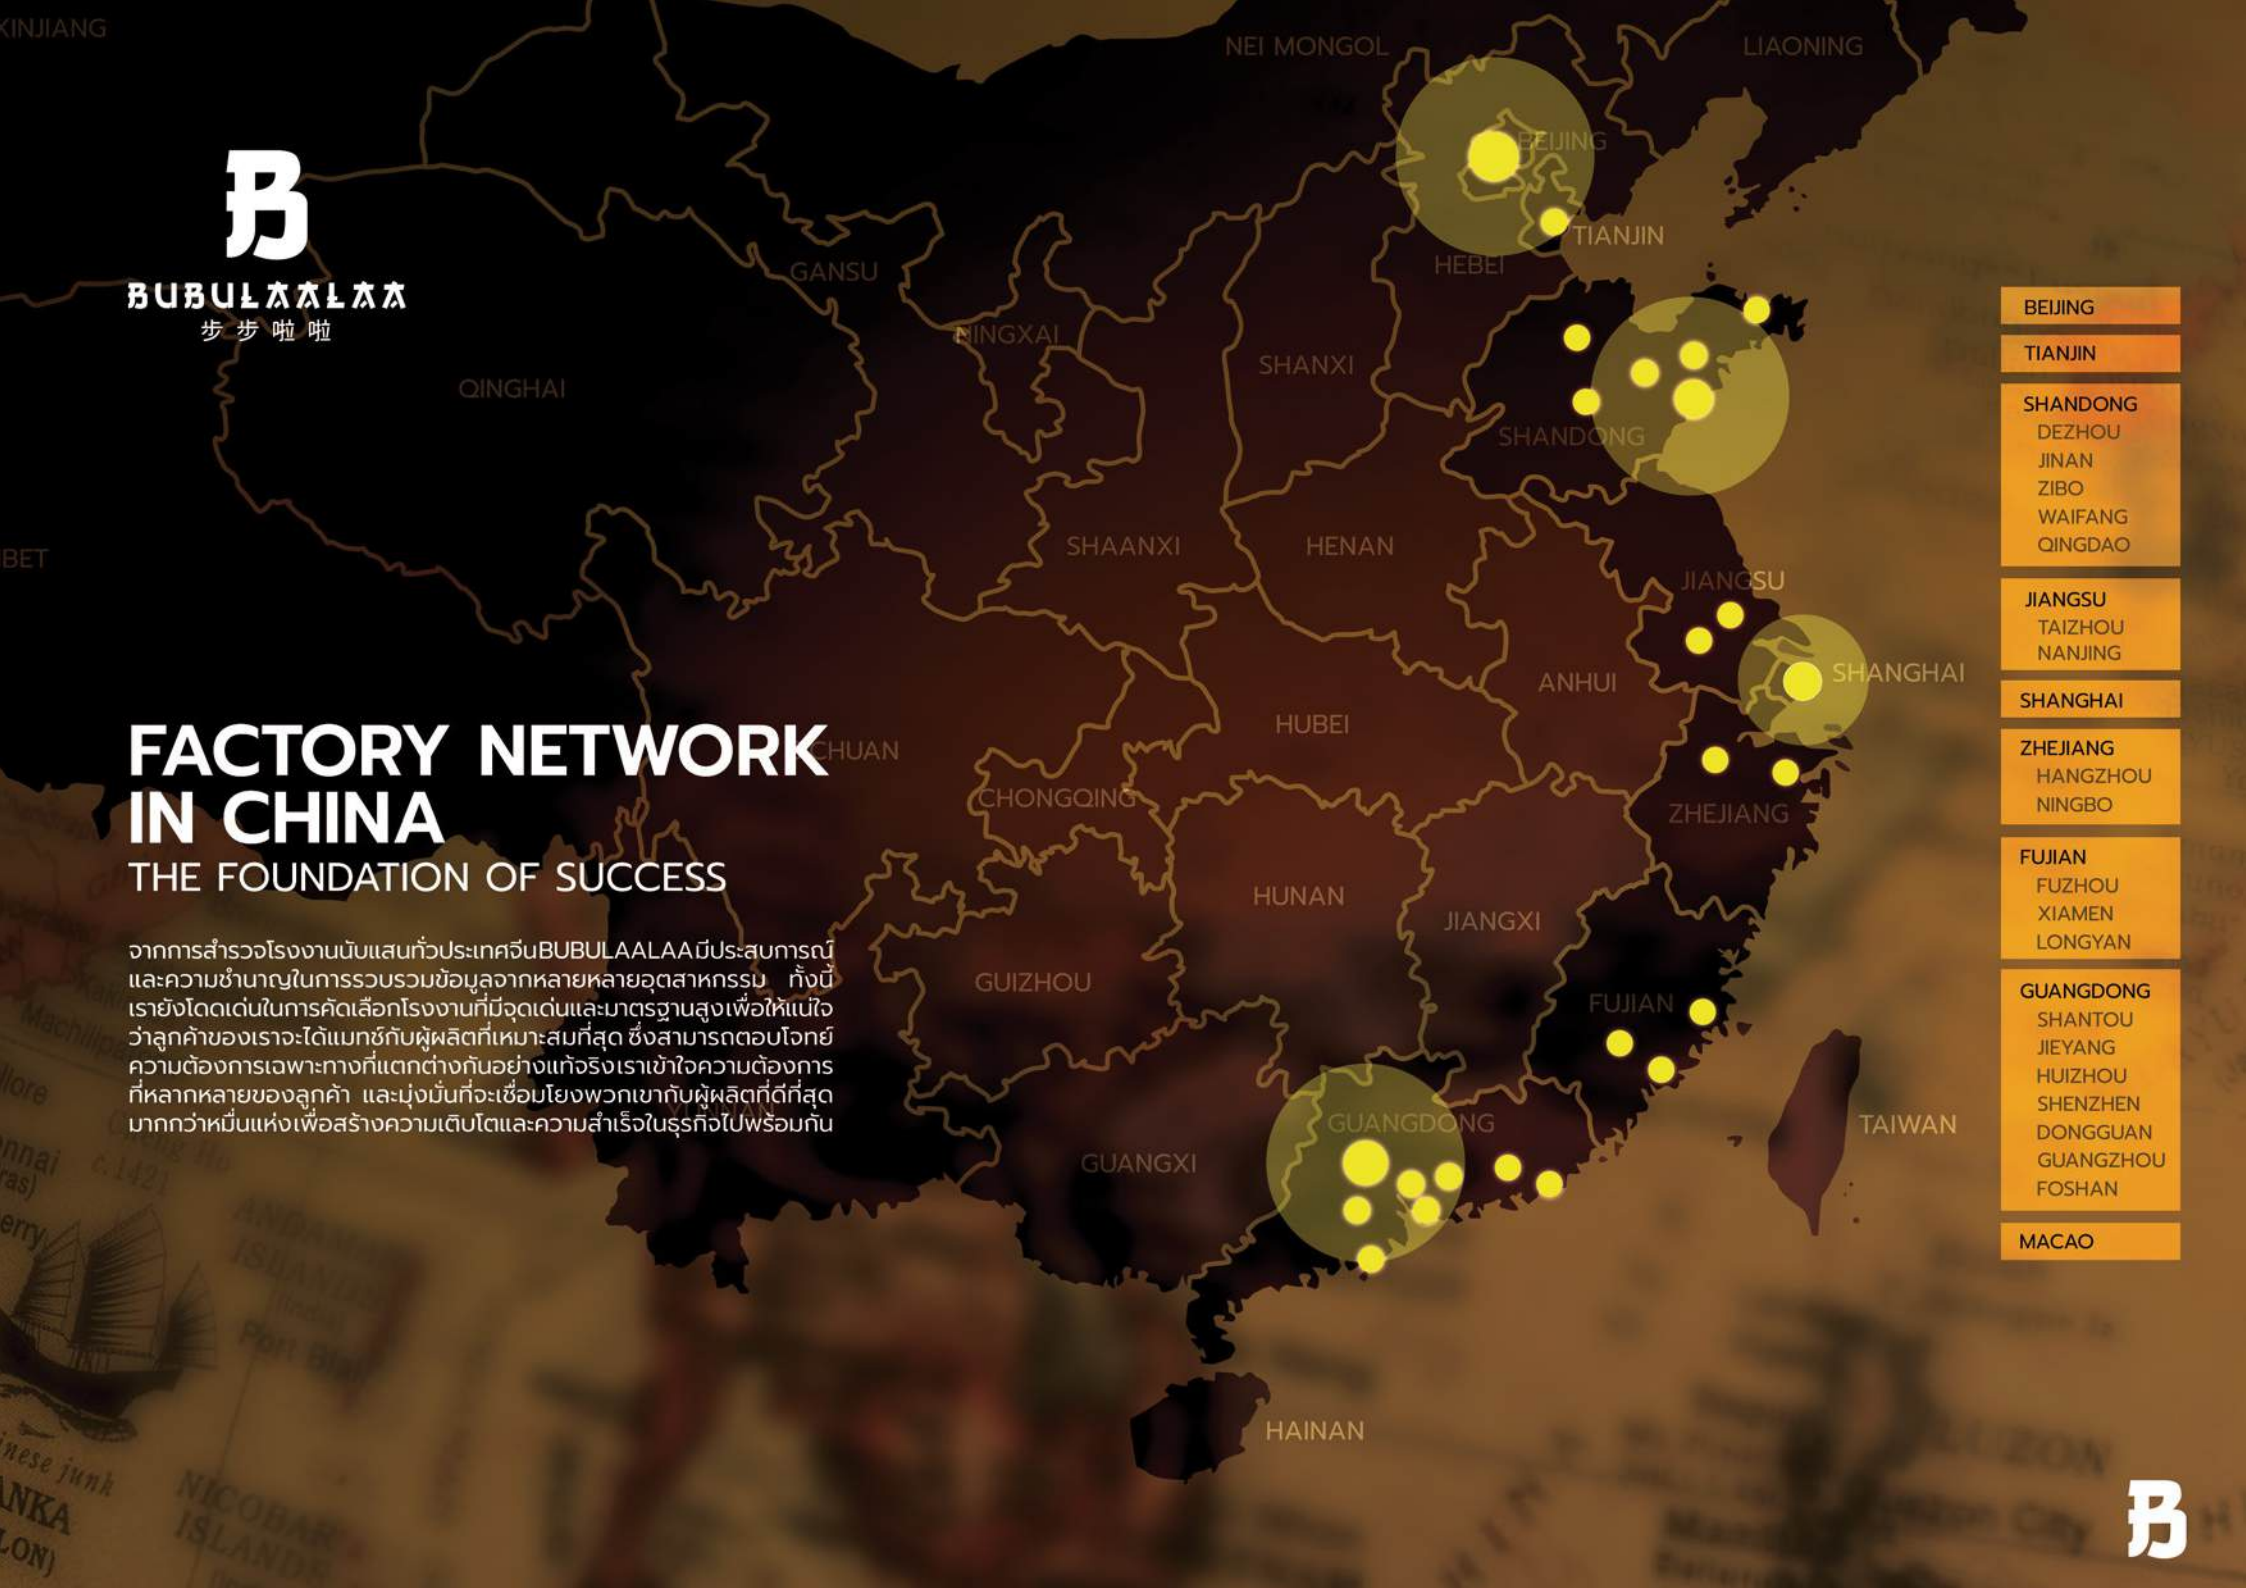 XINJIANG
NEI MONGOL
LIAONING
BEIJING
TIANJIN
HEBEI
GANSU
NINGXAI
SHANXI
QINGHAI
SHANDONG
SHAANXI
HENAN
BET
JIANGSU
ANHUI
SHANGHAI
HUBEI
CHUAN
CHONGQING
ZHEJIANG
HUNAN
JIANGXI
GUIZHOU
FUJIAN
YUNNAN
GUANGDONG
GUANGXI
TAIWAN
HAINAN
B
BUBULAALAA
步步啦啦
FACTORY NETWORK
IN CHINA
THE FOUNDATION OF SUCCESS
จากการสำรวจโรงงานนับแสนทั่วประเทศจีนBUBULAALAAมีประสบการณ์
และความชำนาญในการรวบรวมข้อมูลจากหลายหลายอุตสาหกรรม ทั้งนี้
เรายังโดดเด่นในการคัดเลือกโรงงานที่มีจุดเด่นและมาตรฐานสูงเพื่อให้แน่ใจ
ว่าลูกค้าของเราจะได้แมทช์กับผู้ผลิตที่เหมาะสมที่สุด ซึ่งสามารถตอบโจทย์
ความต้องการเฉพาะทางที่แตกต่างกันอย่างแท้จริงเราเข้าใจความต้องการ
ที่หลากหลายของลูกค้า และมุ่งมั่นที่จะเชื่อมโยงพวกเขากับผู้ผลิตที่ดีที่สุด
มากกว่าหมื่นแห่งเพื่อสร้างความเติบโตและความสำเร็จในธุรกิจไปพร้อมกัน
BEIJING
TIANJIN
SHANDONG
DEZHOU
JINAN
ZIBO
WAIFANG
QINGDAO
JIANGSU
TAIZHOU
NANJING
SHANGHAI
ZHEJIANG
HANGZHOU
NINGBO
FUJIAN
FUZHOU
XIAMEN
LONGYAN
GUANGDONG
SHANTOU
JIEYANG
HUIZHOU
SHENZHEN
DONGGUAN
GUANGZHOU
FOSHAN
MACAO
Cheng Ho
c.1421
ANDAMAN
ISLANDS
(India)
Port Blair
NICOBAR
ISLANDS
LUZON
B